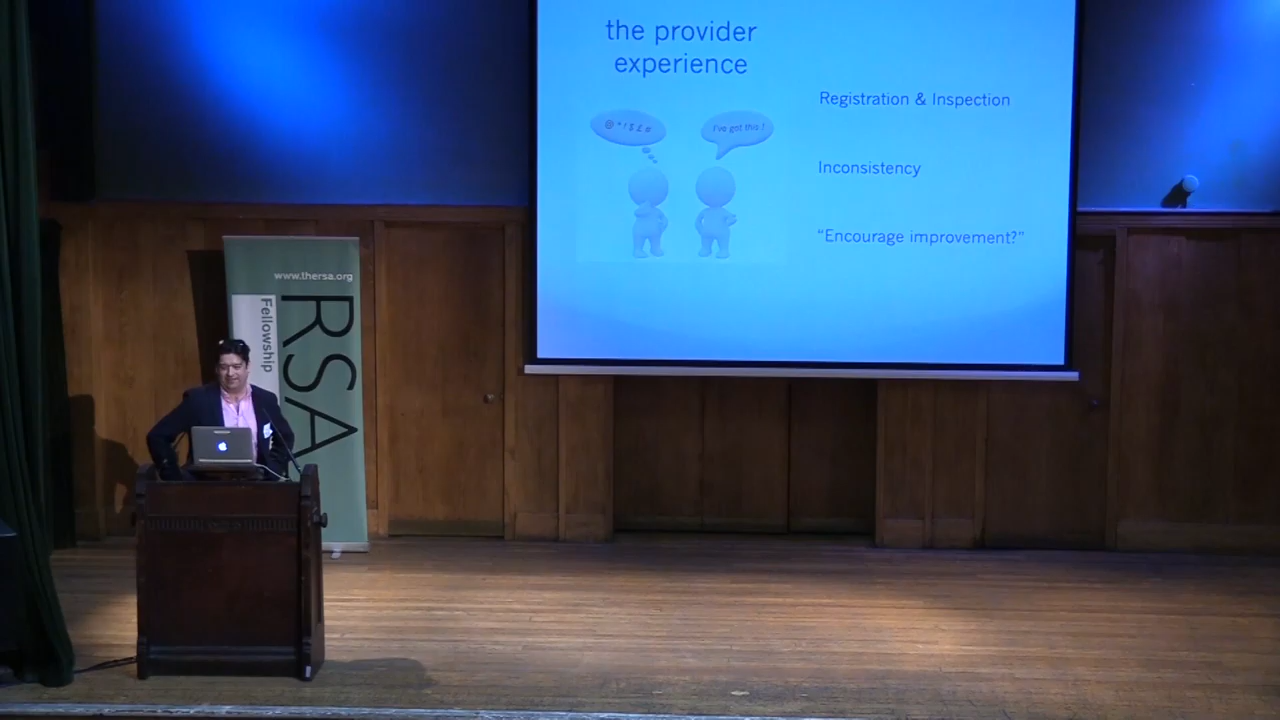 the provider
experience
Registration & Inspection
I've got this !
Inconsistency
“Encourage improvement?”
www.thersa.org
Fellowship
RSA